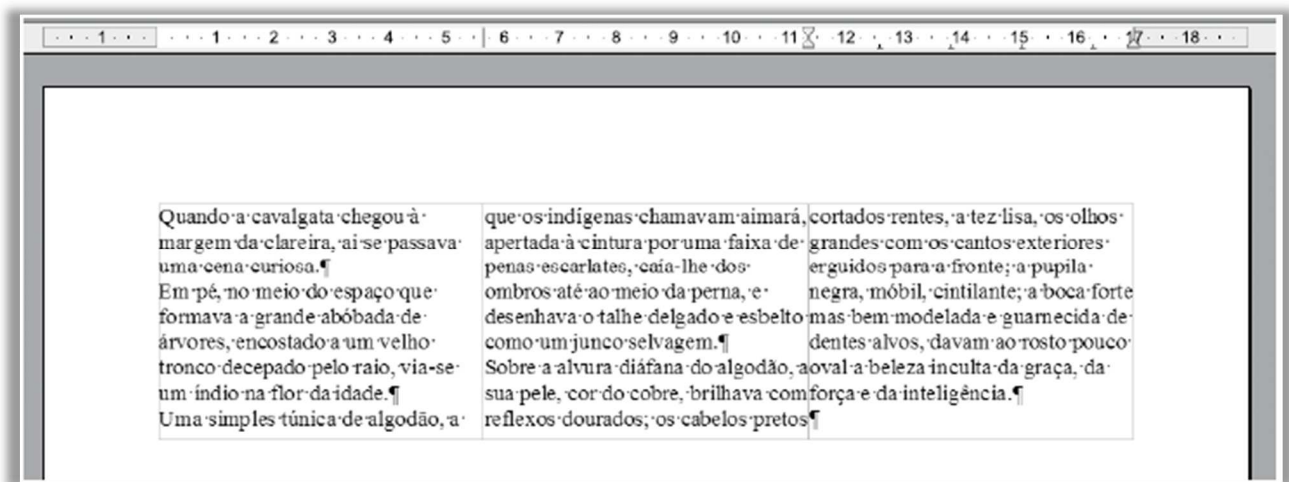 1 1 2 3 4 5 6 7 8 9 10 11 12 13 14 15 16 17 18
Quando·a·cavalgata·chegou·à·
margem·da·clareira,·ai·se·passava·
uma·cena·curiosa.¶
Em·pé,·no·meio·do·espaço·que·
formava·a·grande·abóbada·de·
árvores,·encostado·a·um·velho·
tronco·decepado·pelo·raio,·via-se·
um·índio·na·flor·da·idade.¶
Uma·simples·túnica·de·algodão,·a·
que·os·indígenas·chamavam·aimará,
apertada·à·cintura·por·uma·faixa·de·
penas·escarlates,·caía-lhe·dos·
ombros·até·ao·meio·da·perna,·e·
desenhava·o·talhe·delgado·e·esbelto·
como·um·junco·selvagem.¶
Sobre·a·alvura·diáfana·do·algodão,·a
sua·pele,·cor·do·cobre,·brilhava·com
reflexos·dourados;·os·cabelos·pretos
cortados·rentes,·a·tez·lisa,·os·olhos·
grandes·com·os·cantos·exteriores·
erguidos·para·a·fronte;·a·pupila·
negra,·móbil,·cintilante;·a·boca·forte
mas·bem·modelada·e·guarnecida·de·
dentes·alvos,·davam·ao·rosto·pouco·
oval·a·beleza·inculta·da·graça,·da·
força·e·da·inteligência.¶
¶